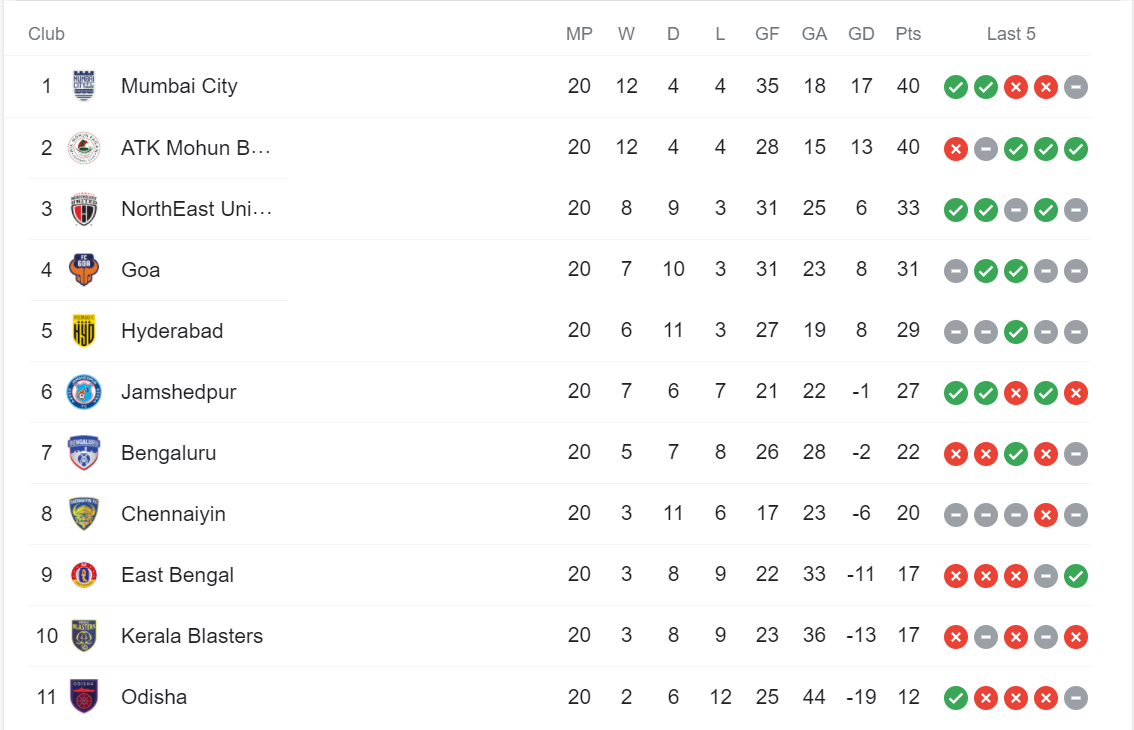 Club MP W D L GF GA GD Pts Last 5
1 Mumbai City 20 12 4 4 35 18 17 40
2 ATK Mohun B... 20 12 4 4 28 15 13 40
3 NorthEast Uni... 20 8 9 3 31 25 6 33
4 Goa 20 7 10 3 31 23 8 31
5 Hyderabad 20 6 11 3 27 19 8 29
6 Jamshedpur 20 7 6 7 21 22 -1 27
7 Bengaluru 20 5 7 8 26 28 -2 22
8 Chennaiyin 20 3 11 6 17 23 -6 20
9 East Bengal 20 3 8 9 22 33 -11 17
10 Kerala Blasters 20 3 8 9 23 36 -13 17
11 Odisha 20 2 6 12 25 44 -19 12